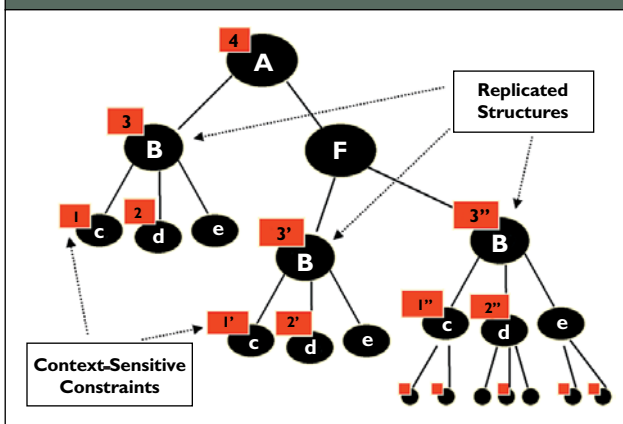 4
A
Replicated
Structures
3
B
F
1
c
2
d
e
3'
B
3”
B
1'
c
2'
d
e
1”
c
2”
d
e
Context-Sensitive
Constraints